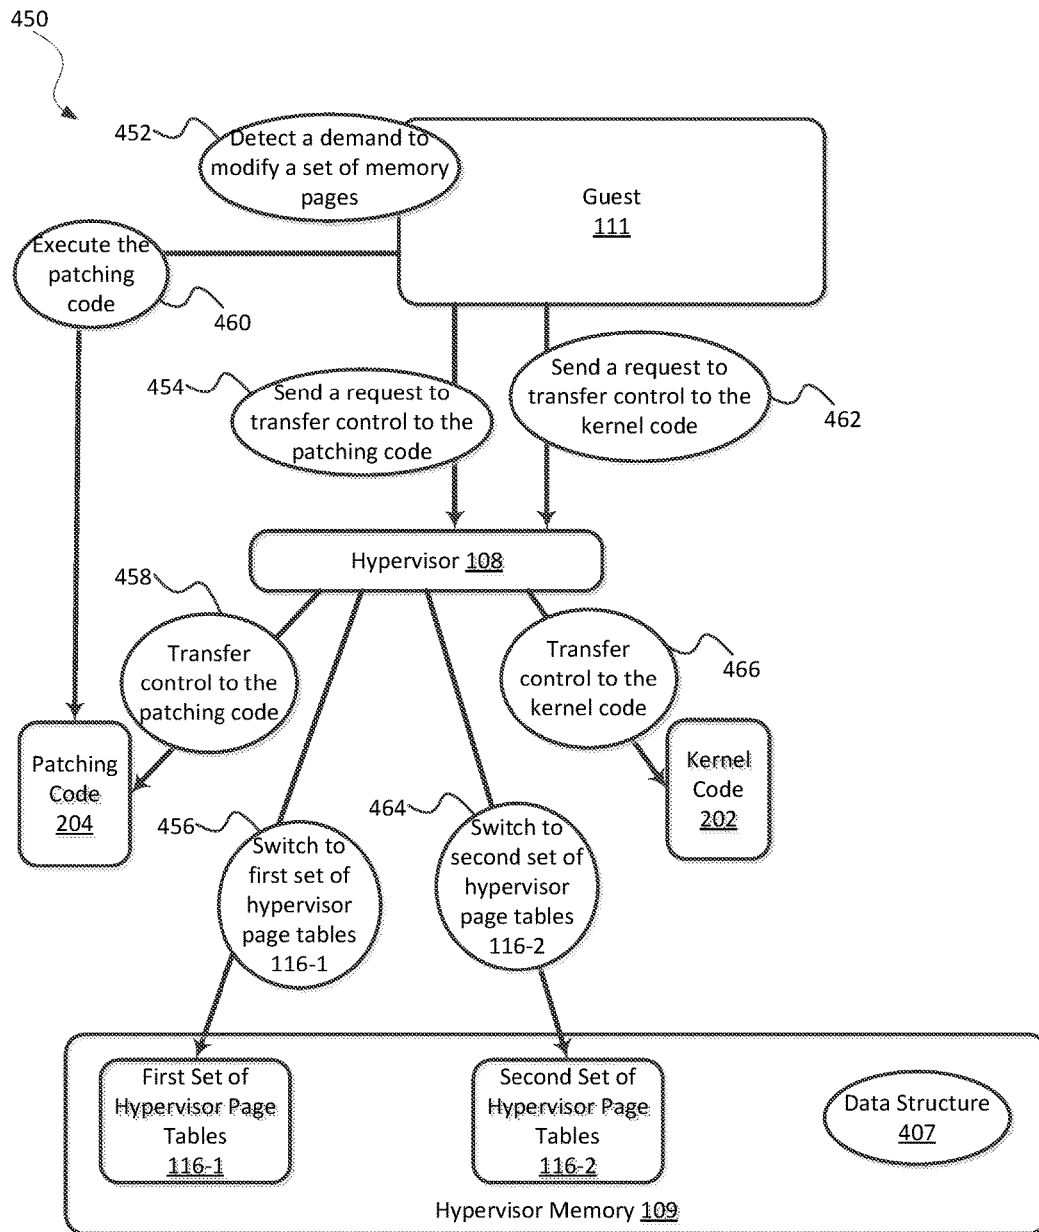 450
452
Detect a demand to
modify a set of memory
pages
Guest
111
Execute the
patching
code
460
454
Send a request to
transfer control to the
patching code
Send a request to
transfer control to the
kernel code
462
Hypervisor 108
458
Transfer
control to the
patching code
Transfer
control to the
kernel code
466
Patching
Code
204
Kernel
Code
202
456
Switch to
first set of
hypervisor
page tables
116-1
464
Switch to
second set of
hypervisor
page tables
116-2
First Set of
Hypervisor Page
Tables
116-1
Second Set of
Hypervisor Page
Tables
116-2
Data Structure
407
Hypervisor Memory 109